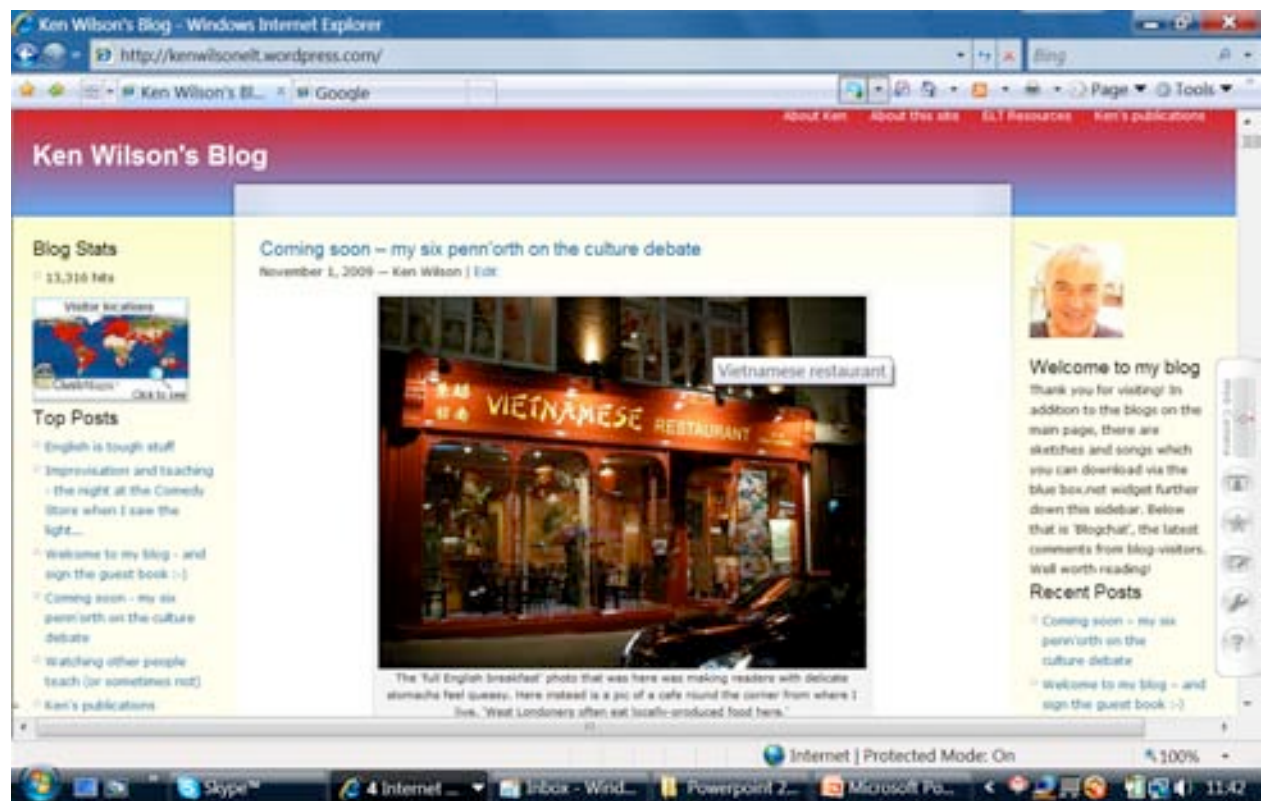 Ken Wilson's Blog - Windows Internet Explorer
http://kenwilsonelt.wordpress.com/
Bing
Ken Wilson's Bl...
Google
Page
Tools
About Ken About this site ELT Resources Ken's publications
Ken Wilson's Blog
Blog Stats
13,316 hits
Visitor locations
ClustrMaps
Click to see
Top Posts
English is tough stuff
Improvisation and teaching
- the night at the Comedy
Store when I saw the
light...
Welcome to my blog - and
sign the guest book :-)
Coming soon - my six
penn'orth on the culture
debate
Watching other people
teach (or sometimes not)
Ken's publications
Coming soon – my six penn'orth on the culture debate
November 1, 2009 — Ken Wilson | Edit
Vietnamese restaurant
VIETNAMESE RESTAURANT
The 'full English breakfast' photo that was here was making readers with delicate
stomachs feel queasy. Here instead is a pic of a cafe round the corner from where I
live. 'West Londoners often eat locally-produced food here.'
Welcome to my blog
Thank you for visiting! In
addition to the blogs on the
main page, there are
sketches and songs which
you can download via the
blue box.net widget further
down this sidebar. Below
that is 'Blogchat', the latest
comments from blog-visitors.
Well worth reading!
Recent Posts
Coming soon – my six
penn'orth on the
culture debate
Welcome to my blog – and
sign the guest book :-)
Internet | Protected Mode: On
100%
Skype™
4 Internet ...
Inbox - Wind...
Powerpoint 2...
Microsoft Po...
11:42